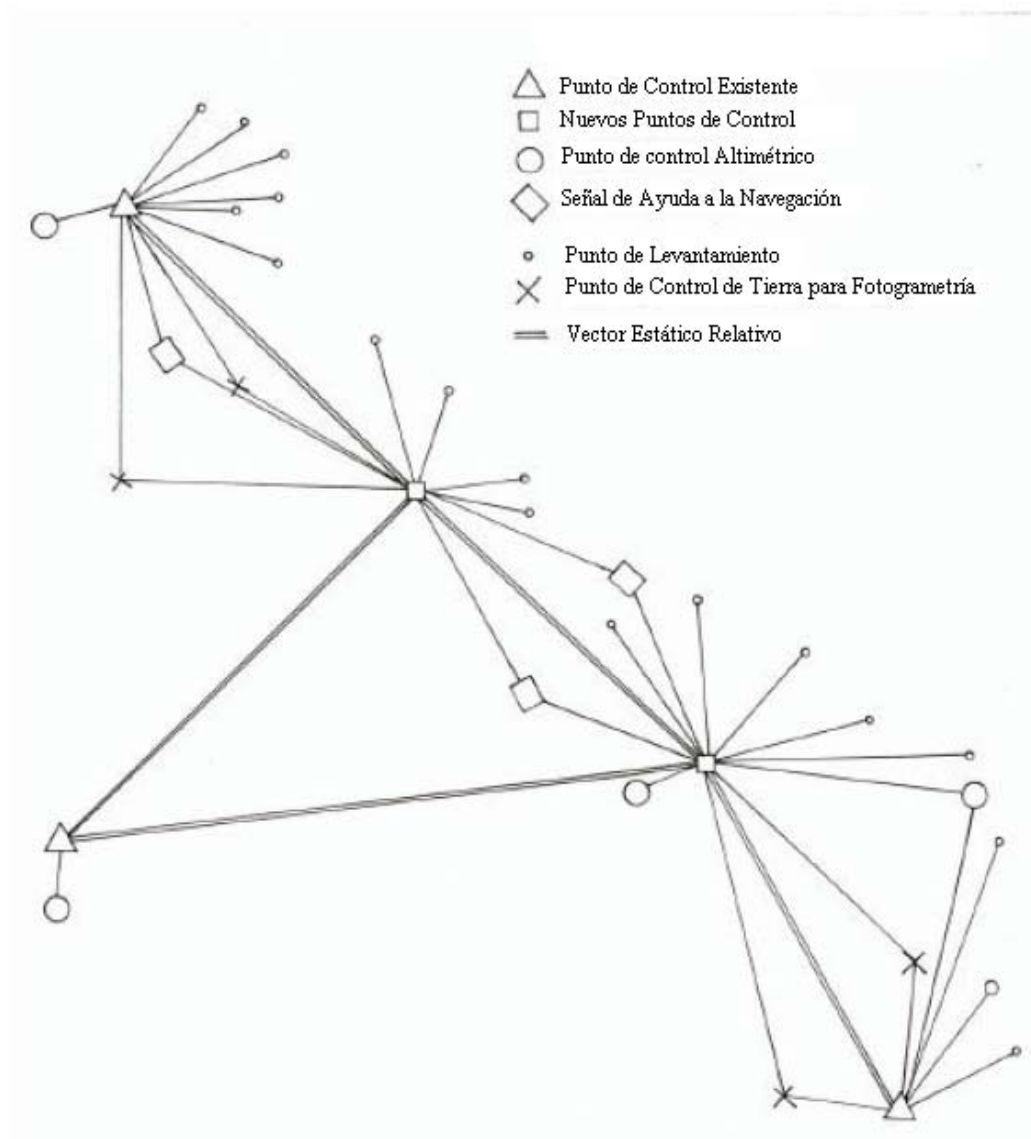 Punto de Control Existente
Nuevos Puntos de Control
Punto de control Altimétrico
Señal de Ayuda a la Navegación
Punto de Levantamiento
Punto de Control de Tierra para Fotogrametría
Vector Estático Relativo